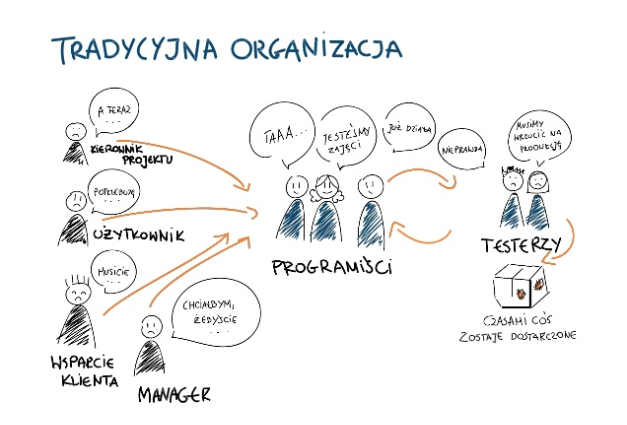 TRADYCYJNA ORGANIZACJA
A TERAZ
...
KIEROWNIK
PROJEKTU
POTRZEBUJĘ
...
UŻYTKOWNIK
MUSICIE
...
WSPARCIE
KLIENTA
CHCIAŁBYM,
ŻEBYŚCIE
...
MANAGER
TAAA...
JESTEŚMY
ZAJĘCI
JUŻ DZIAŁA
NIEPRAWDA
PROGRAMIŚCI
MUSIMY
WRZUCIĆ NA
PRODUKCJĘ
TESTERZY
CZASAMI COŚ
ZOSTAJE DOSTARCZONE